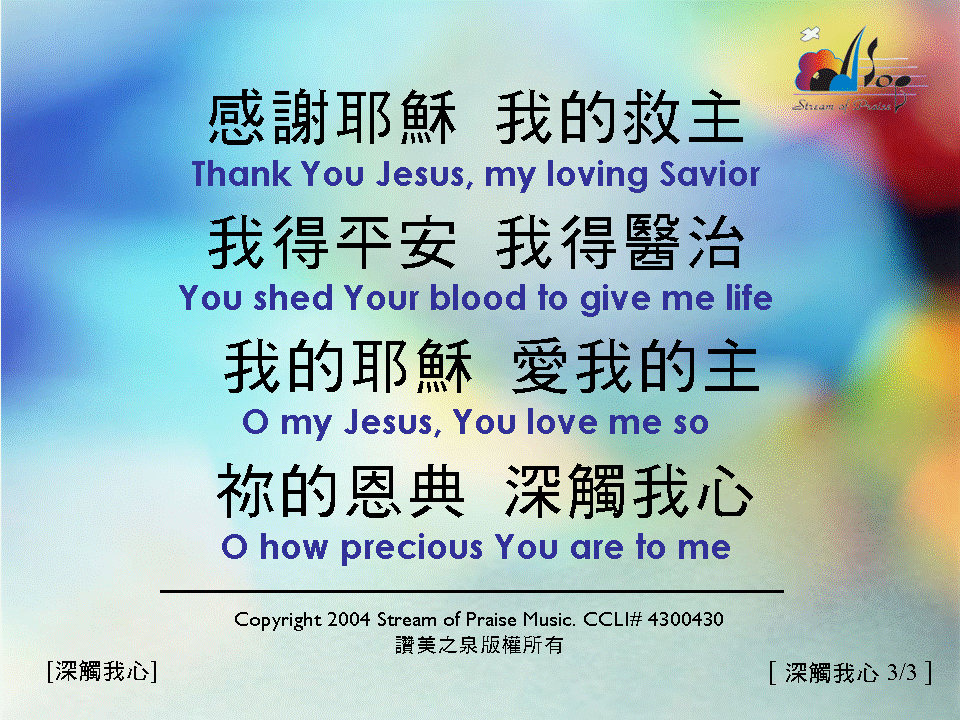 Stream of Praise
感謝耶穌 我的救主
Thank You Jesus, my loving Savior
我得平安 我得醫治
You shed Your blood to give me life
我的耶穌 愛我的主
O my Jesus, You love me so
祢的恩典 深觸我心
O how precious You are to me
Copyright 2004 Stream of Praise Music. CCLI# 4300430
讚美之泉版權所有
[深觸我心]
[ 深觸我心 3/3 ]